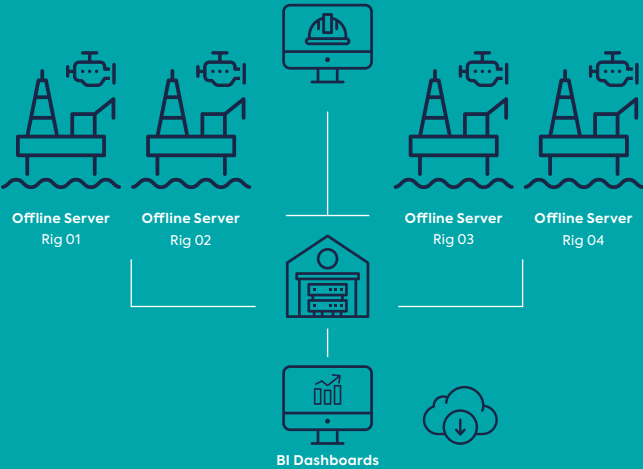 Offline Server
Rig 01
Offline Server
Rig 02
Offline Server
Rig 03
Offline Server
Rig 04
BI Dashboards